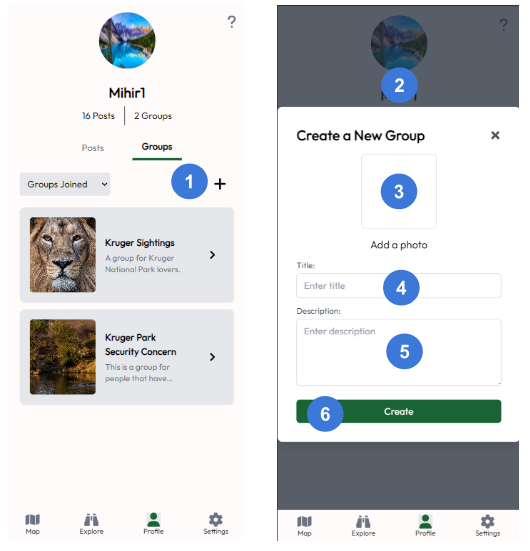 ?
Mihir1
16 Posts 2 Groups
Posts Groups
Groups Joined 1 +
Kruger Sightings
A group for Kruger
National Park lovers.
Kruger Park
Security Concern
This is a group for
people that have...
Map Explore Profile Settings
?
2
Create a New Group ×
3
Add a photo
Title:
Enter title 4
Description:
Enter description
5
6 Create
Map Explore Profile Settings